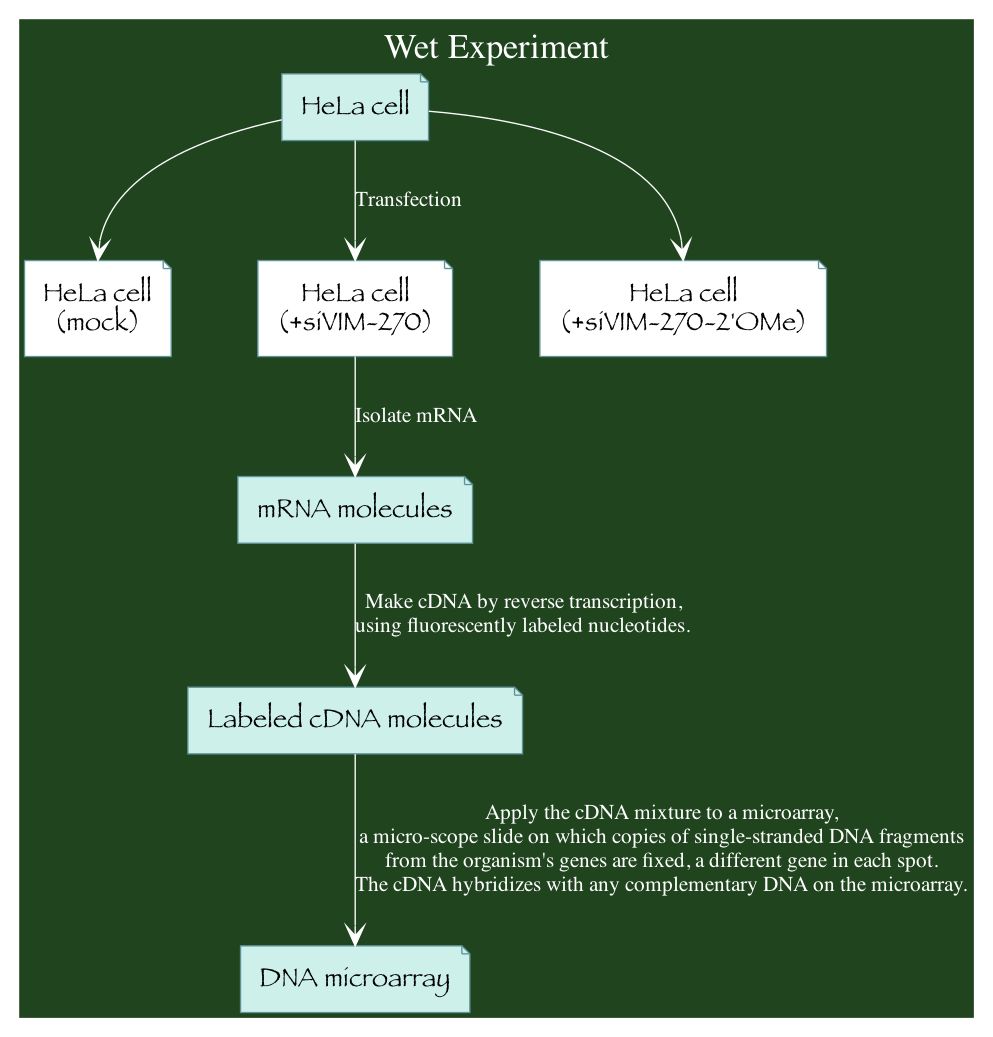 Wet Experiment
HeLa cell
Transfection
HeLa cell
(mock)
HeLa cell
(+siVIM-270)
HeLa cell
(+siVIM-270-2'OMe)
Isolate mRNA
mRNA molecules
Make cDNA by reverse transcription,
using fluorescently labeled nucleotides.
Labeled cDNA molecules
Apply the cDNA mixture to a microarray,
a micro-scope slide on which copies of single-stranded DNA fragments
from the organism's genes are fixed, a different gene in each spot.
The cDNA hybridizes with any complementary DNA on the microarray.
DNA microarray